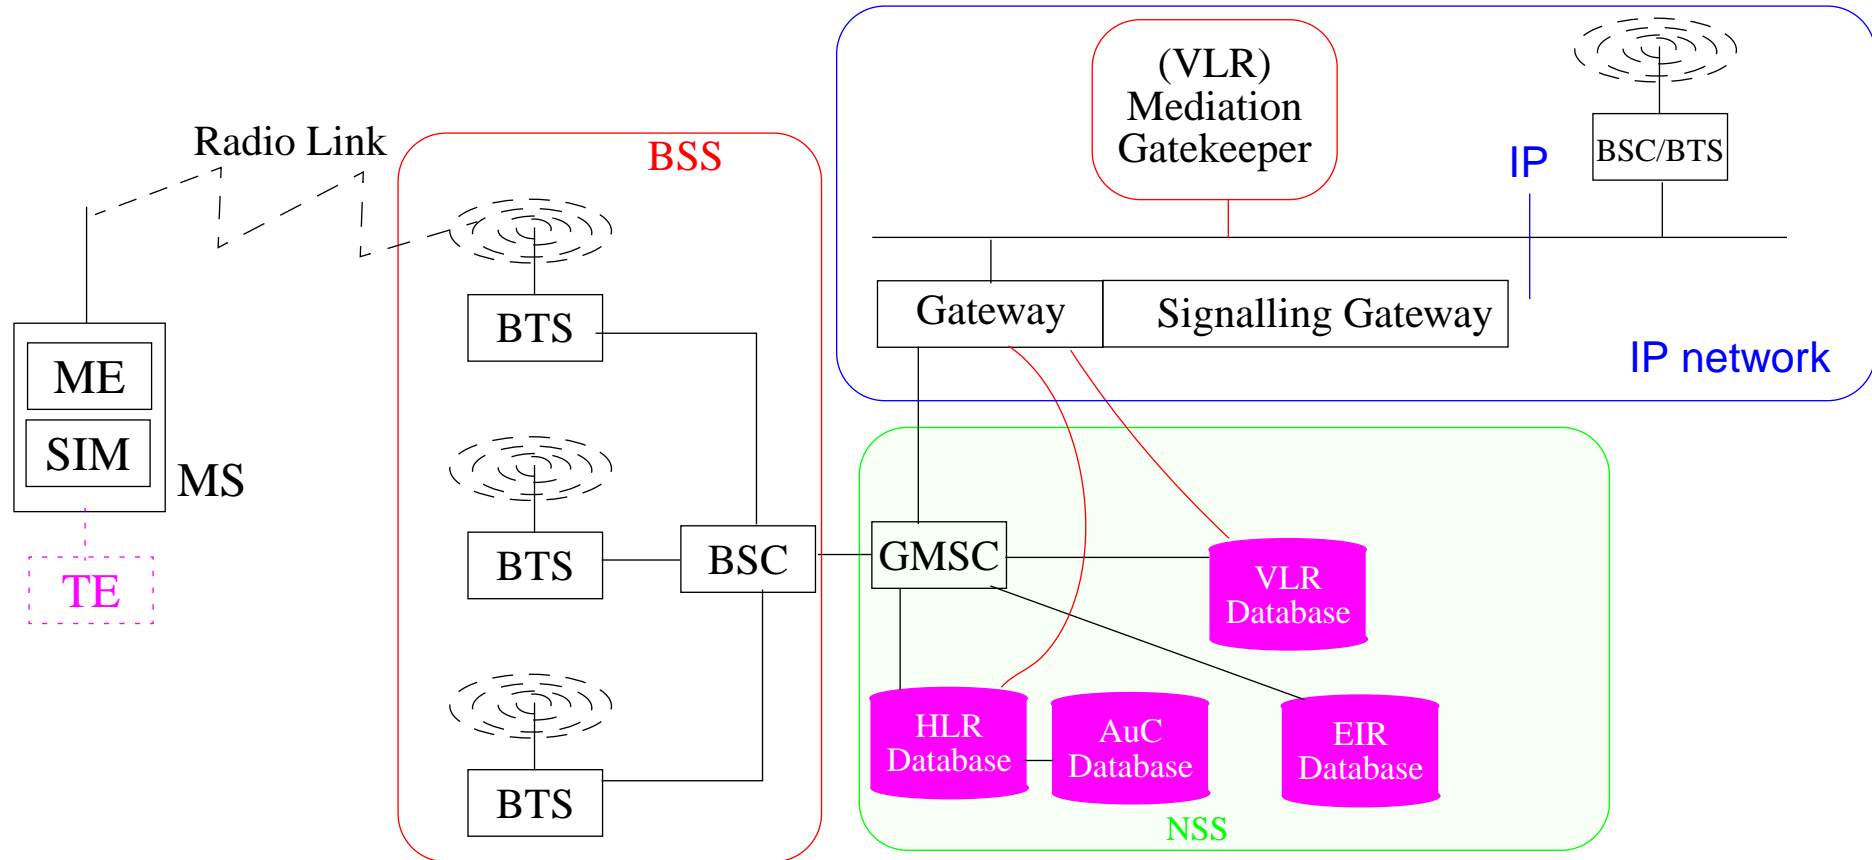 Radio Link
ME
SIM
MS
TE
BSS
BTS
BTS
BSC
BTS
(VLR)
Mediation
Gatekeeper
IP
BSC/BTS
Gateway
Signalling Gateway
IP network
GMSC
VLR
Database
HLR
Database
AuC
Database
EIR
Database
NSS